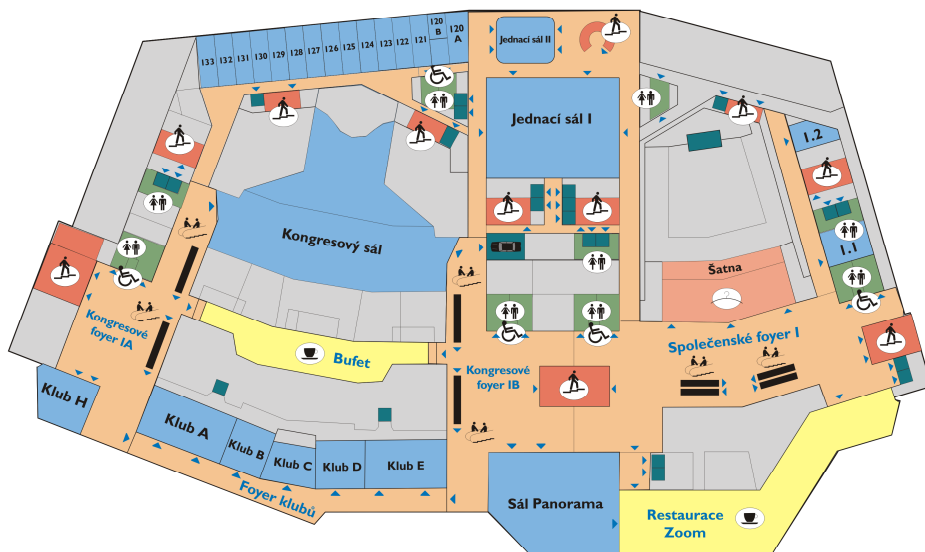 120
B
120
A
133
132
131
130
129
128
127
126
125
124
123
122
121
Jednací sál II
Jednací sál I
1.2
Kongresový sál
Šatna
1.1
Kongresové
foyer IA
Bufet
Kongresové
foyer IB
Společenské foyer I
Klub H
Klub A
Klub B
Klub C
Klub D
Klub E
Foyer klubů
Sál Panorama
Restaurace
Zoom